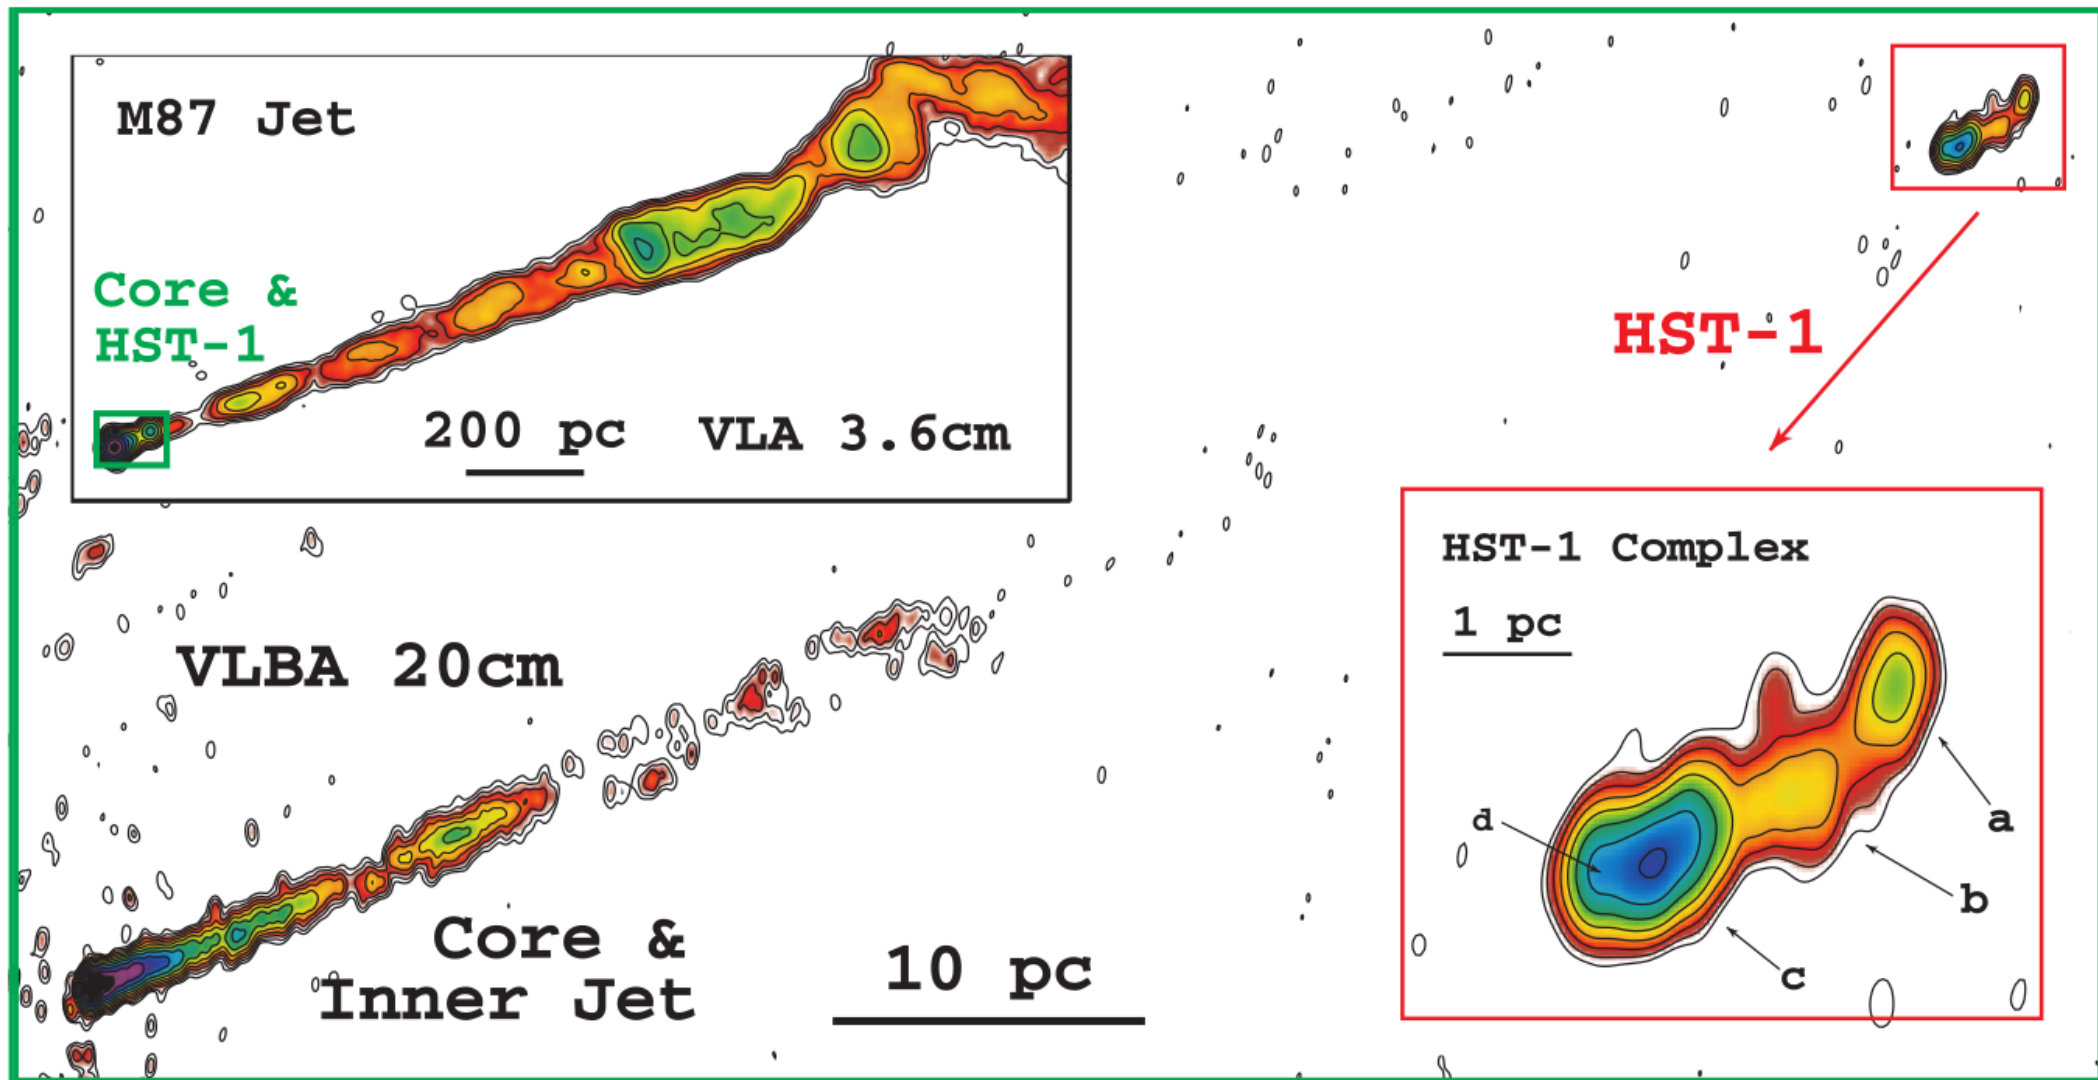 M87 Jet
Core &
HST-1
200 pc
VLA 3.6cm
HST-1
VLBA 20cm
Core &
Inner Jet
10 pc
HST-1 Complex
1 pc
a
b
c
d